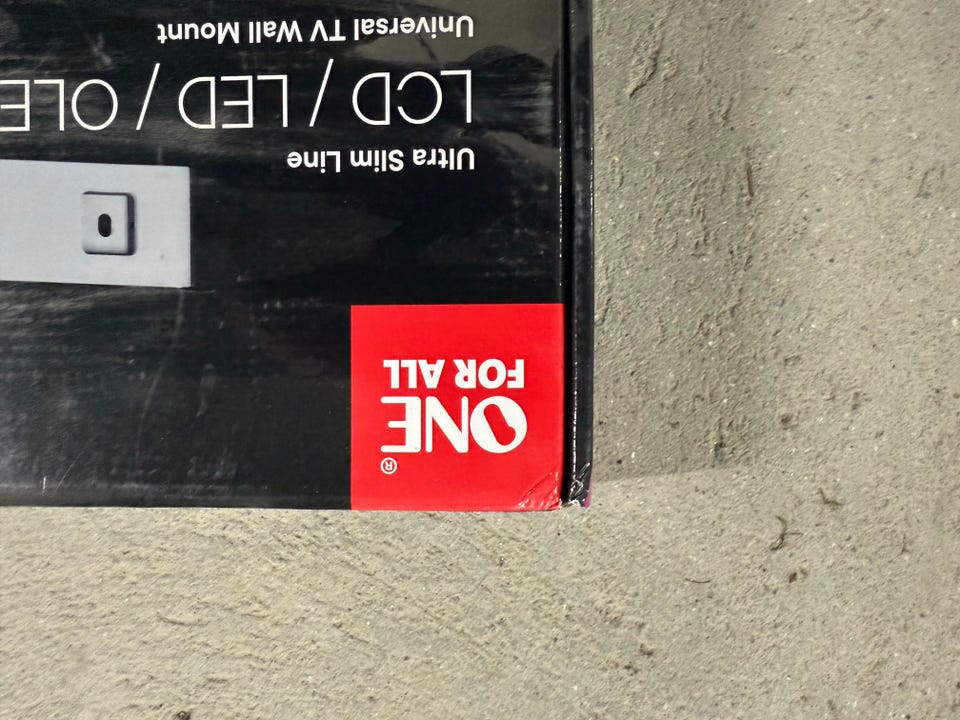 ONE®
FOR ALL
Ultra Slim Line
LCD / LED / OLE
Universal TV Wall Mount